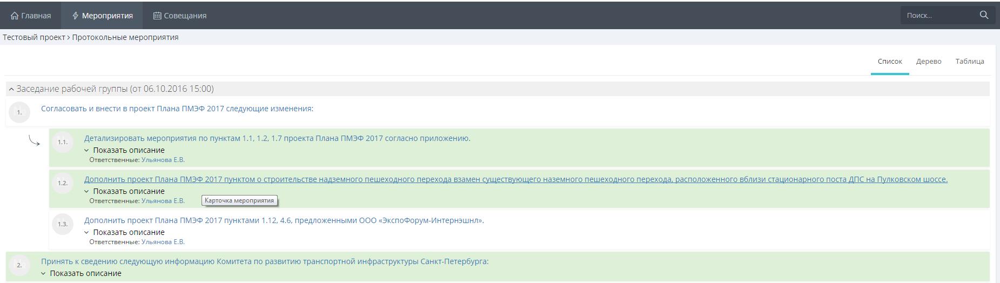 Главная Мероприятия Совещания Поиск...
Тестовый проект > Протокольные мероприятия
Список Дерево Таблица
Заседание рабочей группы (от 06.10.2016 15:00)
1. Согласовать и внести в проект Плана ПМЭФ 2017 следующие изменения:
1.1. Детализировать мероприятия по пунктам 1.1, 1.2, 1.7 проекта Плана ПМЭФ 2017 согласно приложению.
Показать описание
Ответственные: Ульянова Е.В.
1.2. Дополнить проект Плана ПМЭФ 2017 пунктом о строительстве надземного пешеходного перехода взамен существующего наземного пешеходного перехода, расположенного вблизи стационарного поста ДПС на Пулковском шоссе.
Показать описание
Ответственные: Ульянова Е.В. Карточка мероприятия
1.3. Дополнить проект Плана ПМЭФ 2017 пунктами 1.12, 4.6, предложенными ООО «ЭкспоФорум-Интернэшнл».
Показать описание
Ответственные: Ульянова Е.В.
2. Принять к сведению следующую информацию Комитета по развитию транспортной инфраструктуры Санкт-Петербурга:
Показать описание